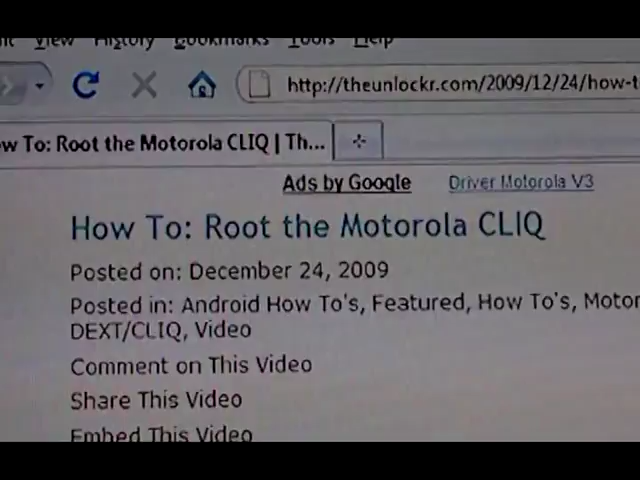 View History Bookmarks Tools Help
http://theunlockr.com/2009/12/24/how-t
ow To: Root the Motorola CLIQ | Th...
Ads by Google Driver Motorola V3
How To: Root the Motorola CLIQ
Posted on: December 24, 2009
Posted in: Android How To's, Featured, How To's, Motor
DEXT/CLIQ, Video
Comment on This Video
Share This Video
Embed This Video